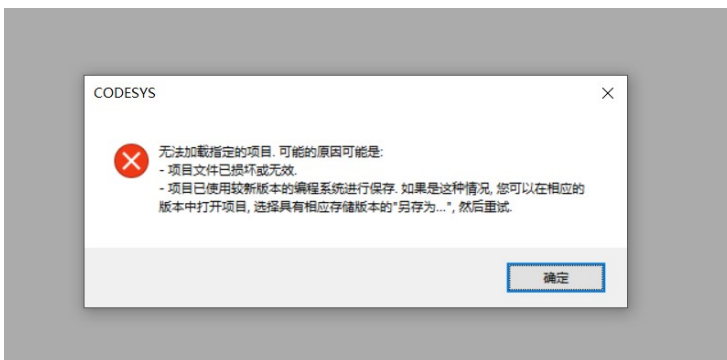 CODESYS
无法加载指定的项目. 可能的原因可能是:
- 项目文件已损坏或无效.
- 项目已使用较新版本的编程系统进行保存. 如果是这种情况, 您可以在相应的
版本中打开项目, 选择具有相应存储版本的"另存为...", 然后重试.
确定